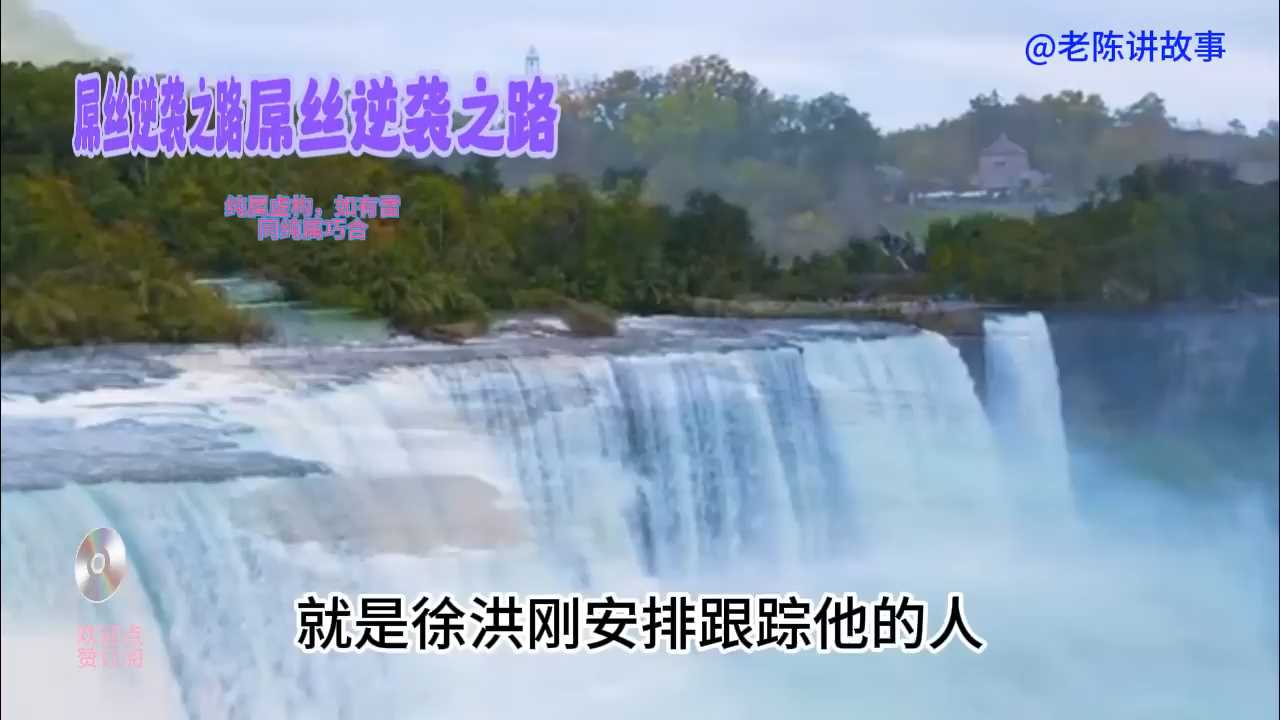 @老陈讲故事
屌丝逆袭之路屌丝逆袭之路
纯属虚构，如有雷
同纯属巧合
就是徐洪刚安排跟踪他的人
欢迎点
赞订阅